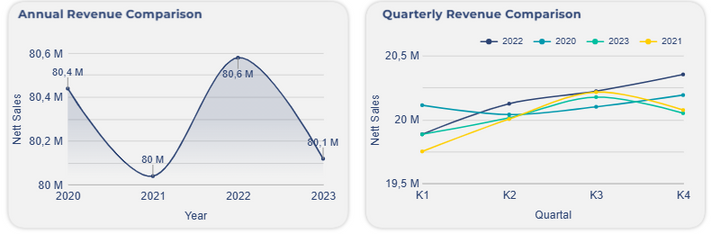 Annual Revenue Comparison
80,6 M
80,4 M
80,2 M
80 M
80,4 M
80 M
80,6 M
80,1 M
Nett Sales
2020 2021 2022 2023
Year
Quarterly Revenue Comparison
2022 2020 2023 2021
20,5 M
20 M
19,5 M
Nett Sales
K1 K2 K3 K4
Quartal